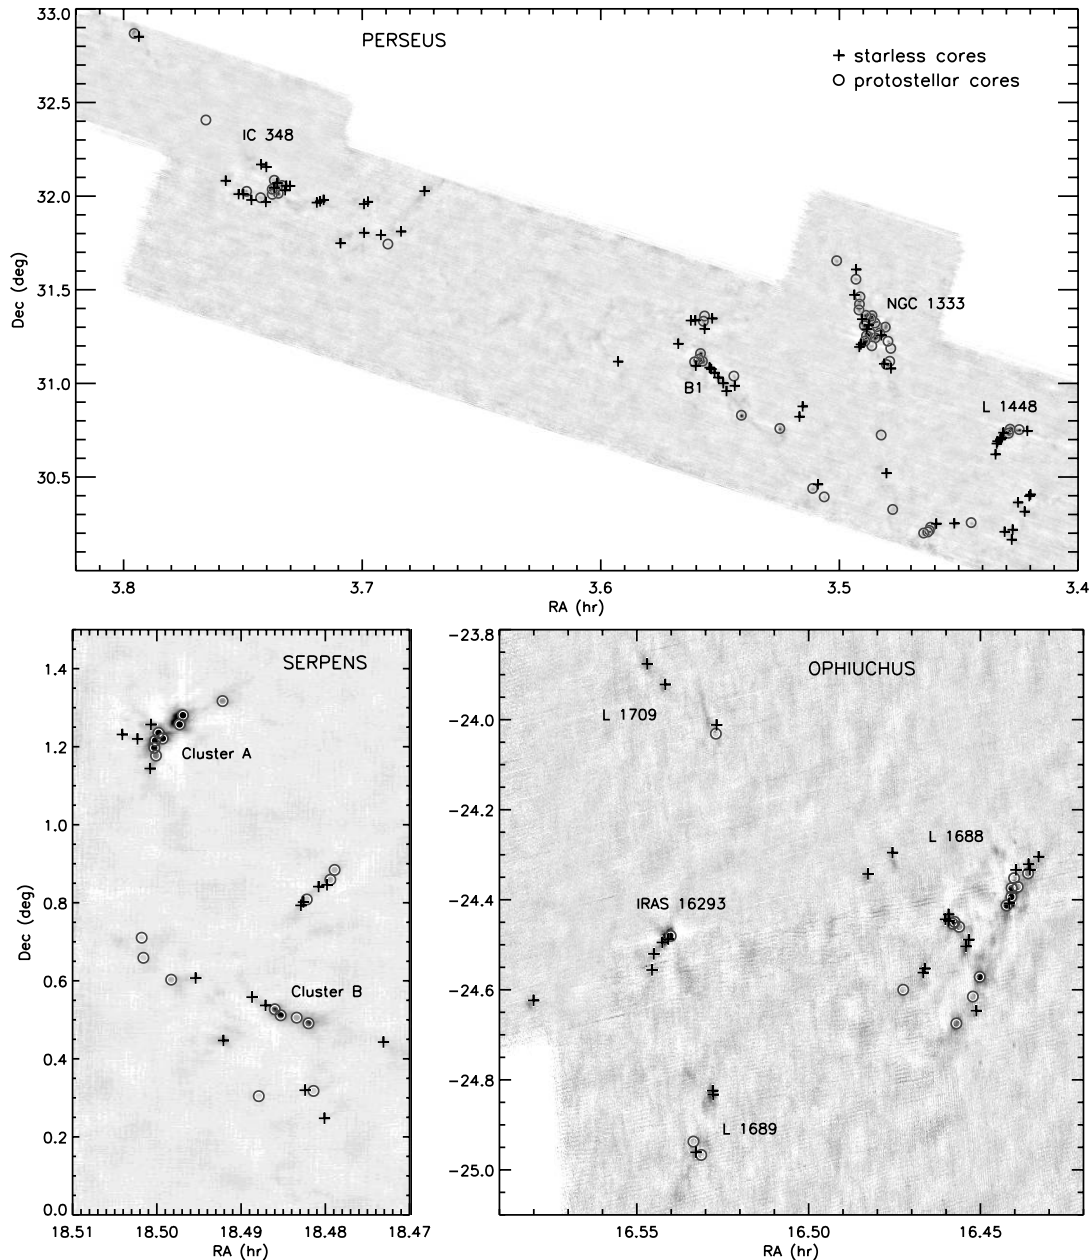 PERSEUS
+ starless cores
○ protostellar cores
IC 348
NGC 1333
B1
L 1448
33.0
32.5
32.0
31.5
31.0
30.5
Dec (deg)
3.8 3.7 3.6 3.5 3.4
RA (hr)
SERPENS
Cluster A
Cluster B
1.4
1.2
1.0
0.8
0.6
0.4
0.2
0.0
Dec (deg)
18.51 18.50 18.49 18.48 18.47
RA (hr)
OPHIUCHUS
L 1709
L 1688
IRAS 16293
L 1689
−23.8
−24.0
−24.2
−24.4
−24.6
−24.8
−25.0
16.55 16.50 16.45
RA (hr)